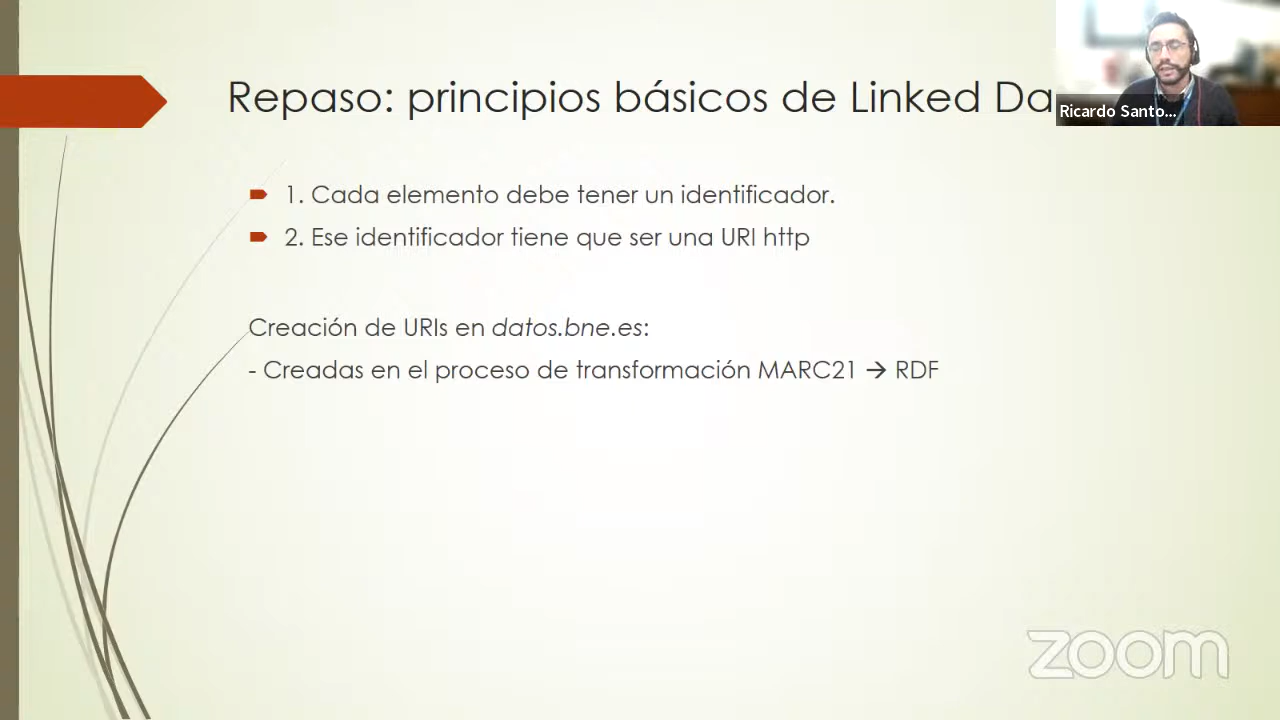 Repaso: principios básicos de Linked Da
Ricardo Santo...
1. Cada elemento debe tener un identificador.
2. Ese identificador tiene que ser una URI http
Creación de URIs en datos.bne.es:
- Creadas en el proceso de transformación MARC21 → RDF
zoom